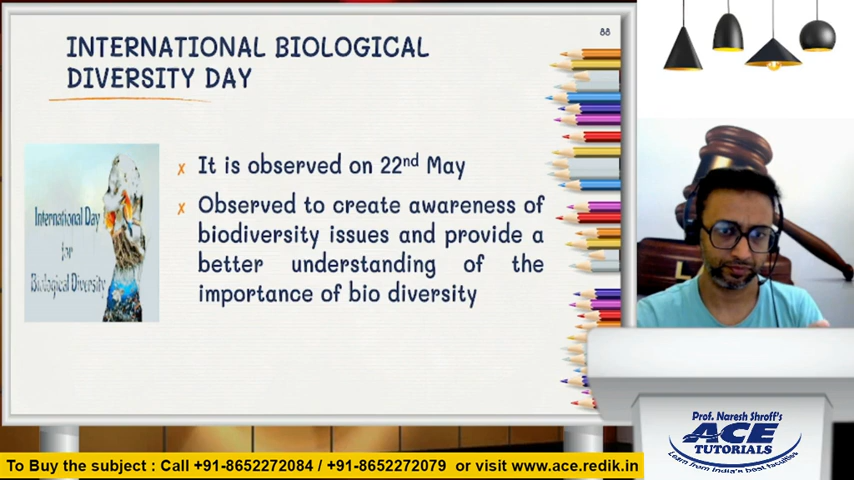 88
INTERNATIONAL BIOLOGICAL
DIVERSITY DAY
It is observed on 22nd May
Observed to create awareness of
biodiversity issues and provide a
better understanding of the
importance of bio diversity
International Day
for
Biological Diversity
Prof. Naresh Shroff's
ACE
TUTORIALS
Learn from India's best faculties
To Buy the subject : Call +91-8652272084 / +91-8652272079 or visit www.ace.redik.in